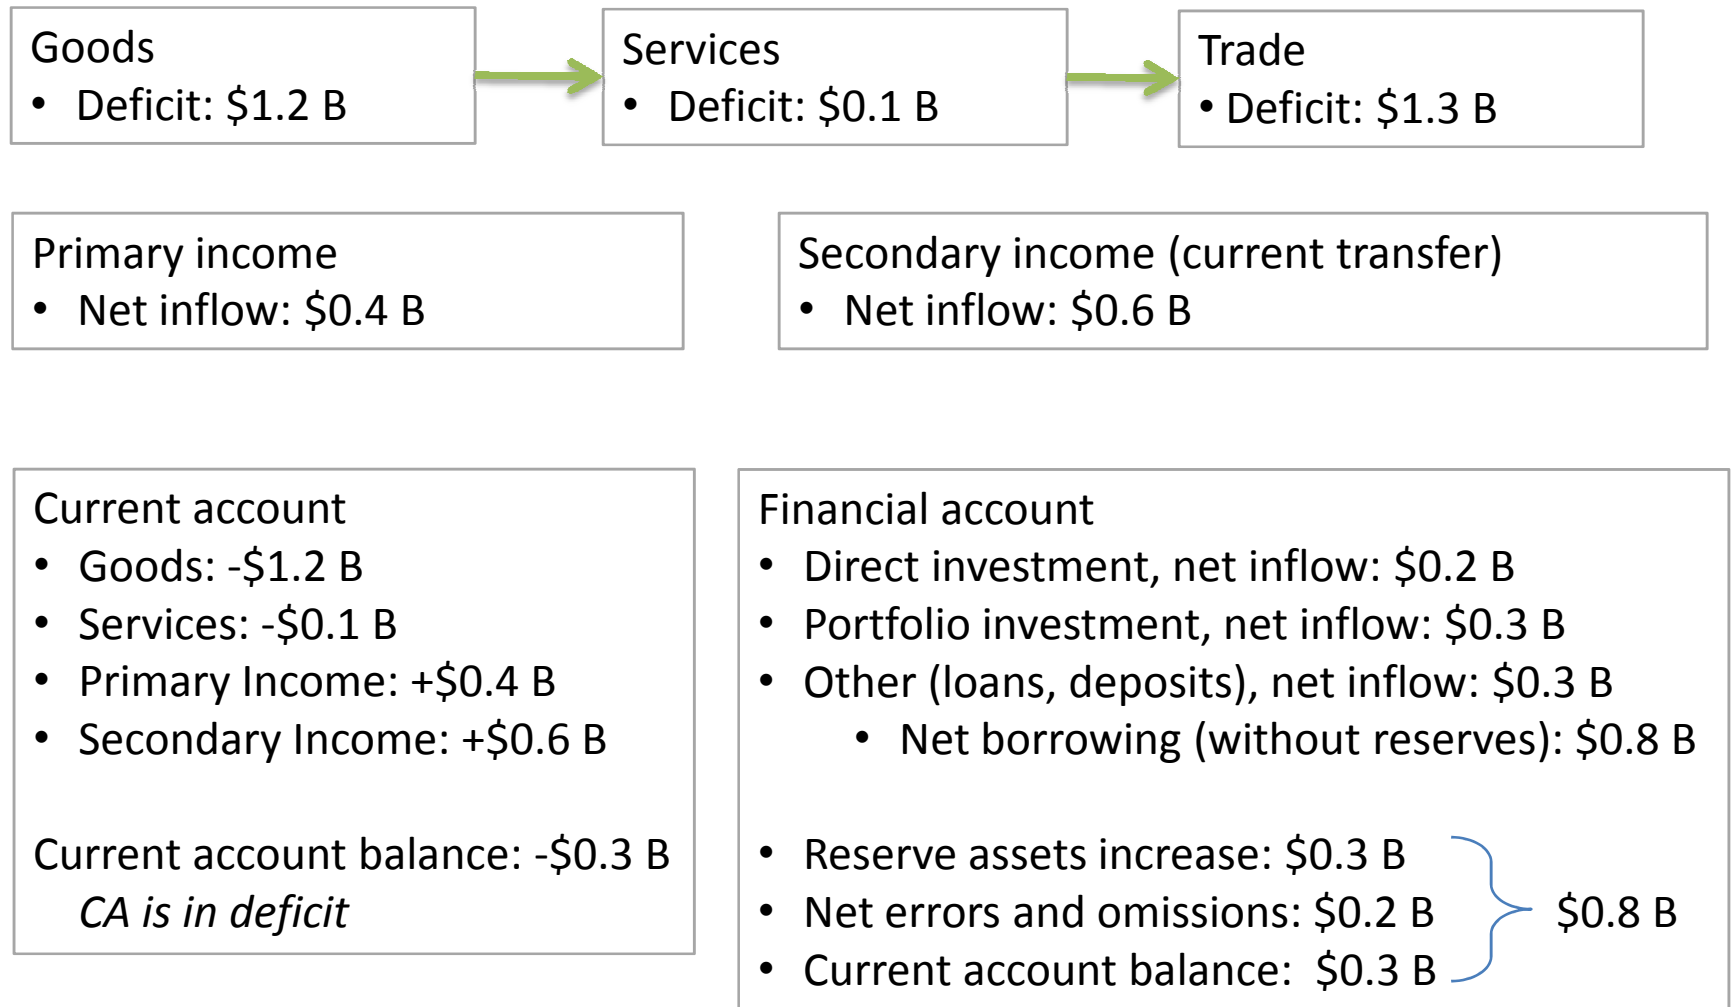 Goods
• Deficit: $1.2 B
Services
• Deficit: $0.1 B
Trade
• Deficit: $1.3 B
Primary income
• Net inflow: $0.4 B
Secondary income (current transfer)
• Net inflow: $0.6 B
Current account
• Goods: -$1.2 B
• Services: -$0.1 B
• Primary Income: +$0.4 B
• Secondary Income: +$0.6 B
Current account balance: -$0.3 B
CA is in deficit
Financial account
• Direct investment, net inflow: $0.2 B
• Portfolio investment, net inflow: $0.3 B
• Other (loans, deposits), net inflow: $0.3 B
• Net borrowing (without reserves): $0.8 B
• Reserve assets increase: $0.3 B
• Net errors and omissions: $0.2 B
• Current account balance: $0.3 B
$0.8 B